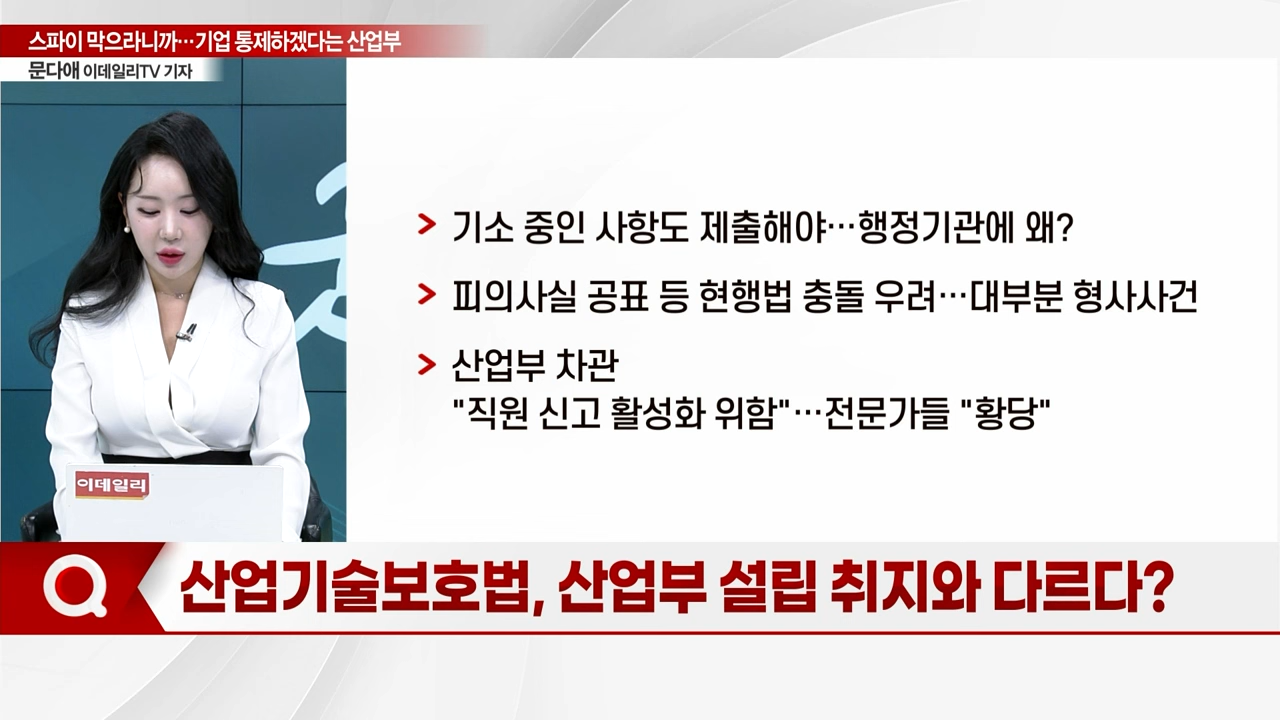 스파이 막으라니까…기업 통제하겠다는 산업부
문다애 이데일리TV 기자
> 기소 중인 사항도 제출해야…행정기관에 왜?
> 피의사실 공표 등 현행법 충돌 우려…대부분 형사사건
> 산업부 차관
"직원 신고 활성화 위함"…전문가들 "황당"
이데일리
Q 산업기술보호법, 산업부 설립 취지와 다르다?